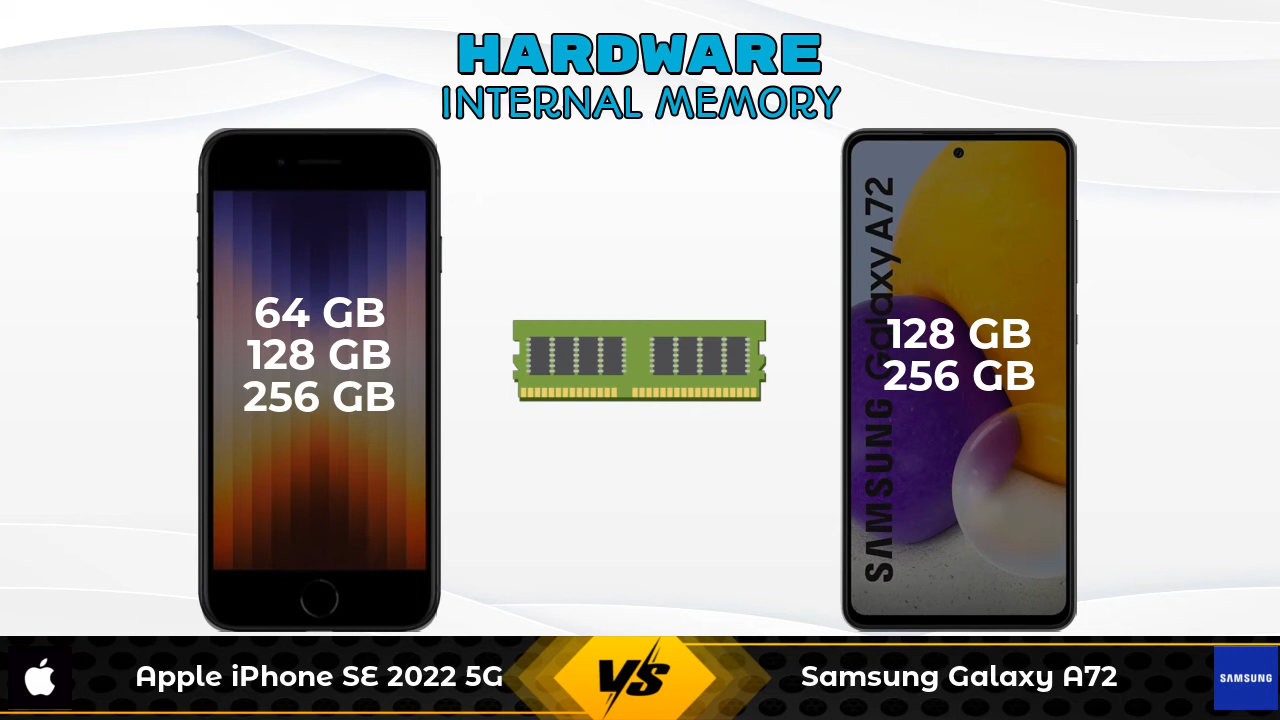 HARDWARE
INTERNAL MEMORY
64 GB
128 GB
256 GB
SAMSUNG Galaxy A72
128 GB
256 GB
Apple iPhone SE 2022 5G
VS
Samsung Galaxy A72
SAMSUNG